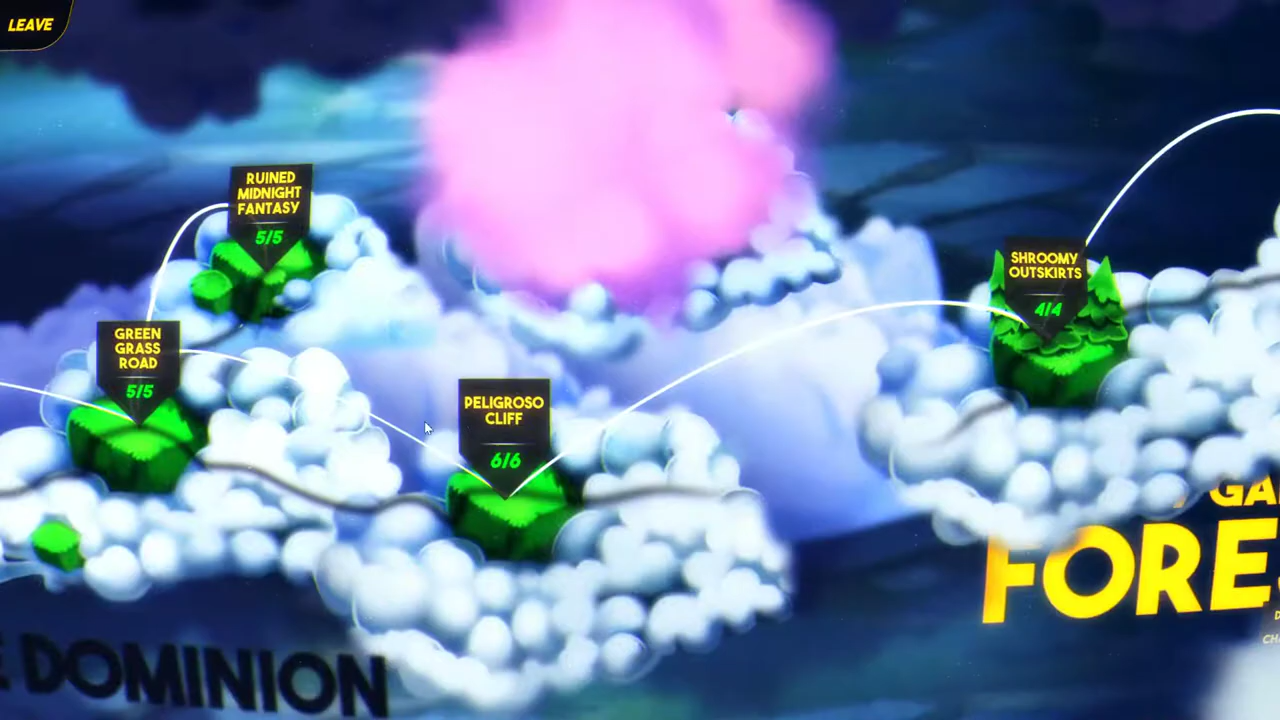 LEAVE
RUINED
MIDNIGHT
FANTASY
5/5
GREEN
GRASS
ROAD
5/5
PELIGROSO
CLIFF
6/6
SHROOMY
OUTSKIRTS
4/4
DOMINION